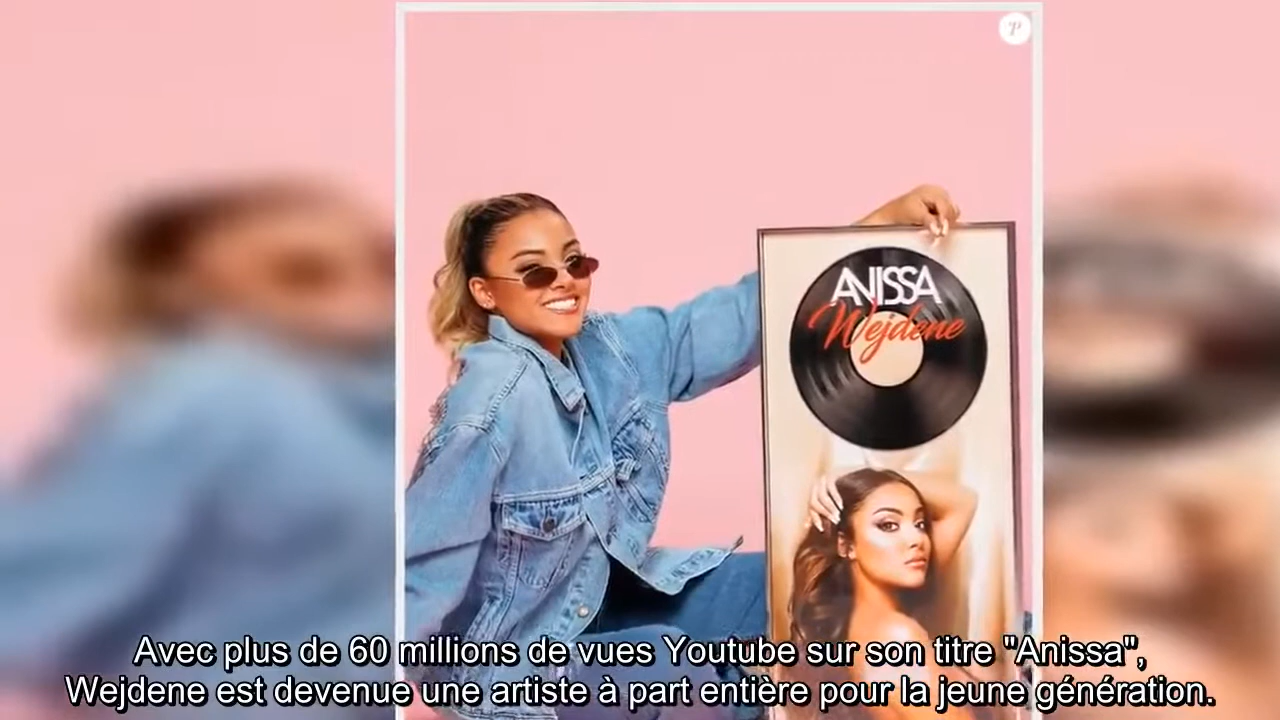 P
ANISSA
Wejdene
Avec plus de 60 millions de vues Youtube sur son titre "Anissa",
Wejdene est devenue une artiste à part entière pour la jeune génération.